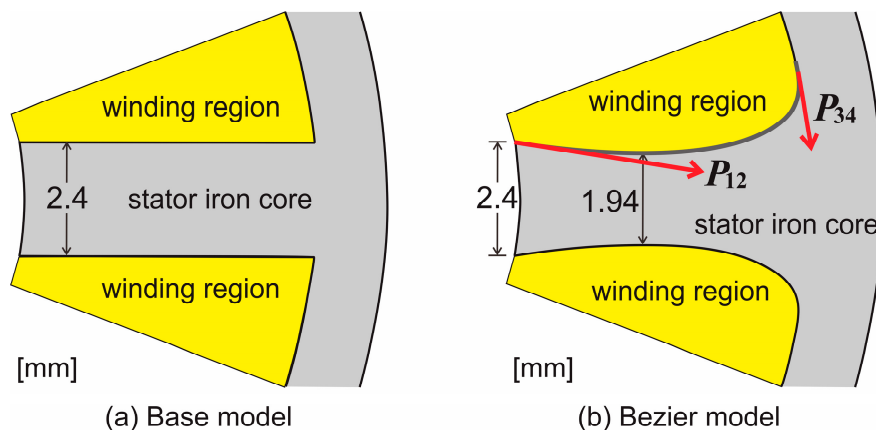 winding region
2.4
stator iron core
winding region
[mm]
(a) Base model
winding region
P34
P12
2.4
1.94
stator iron core
winding region
[mm]
(b) Bezier model